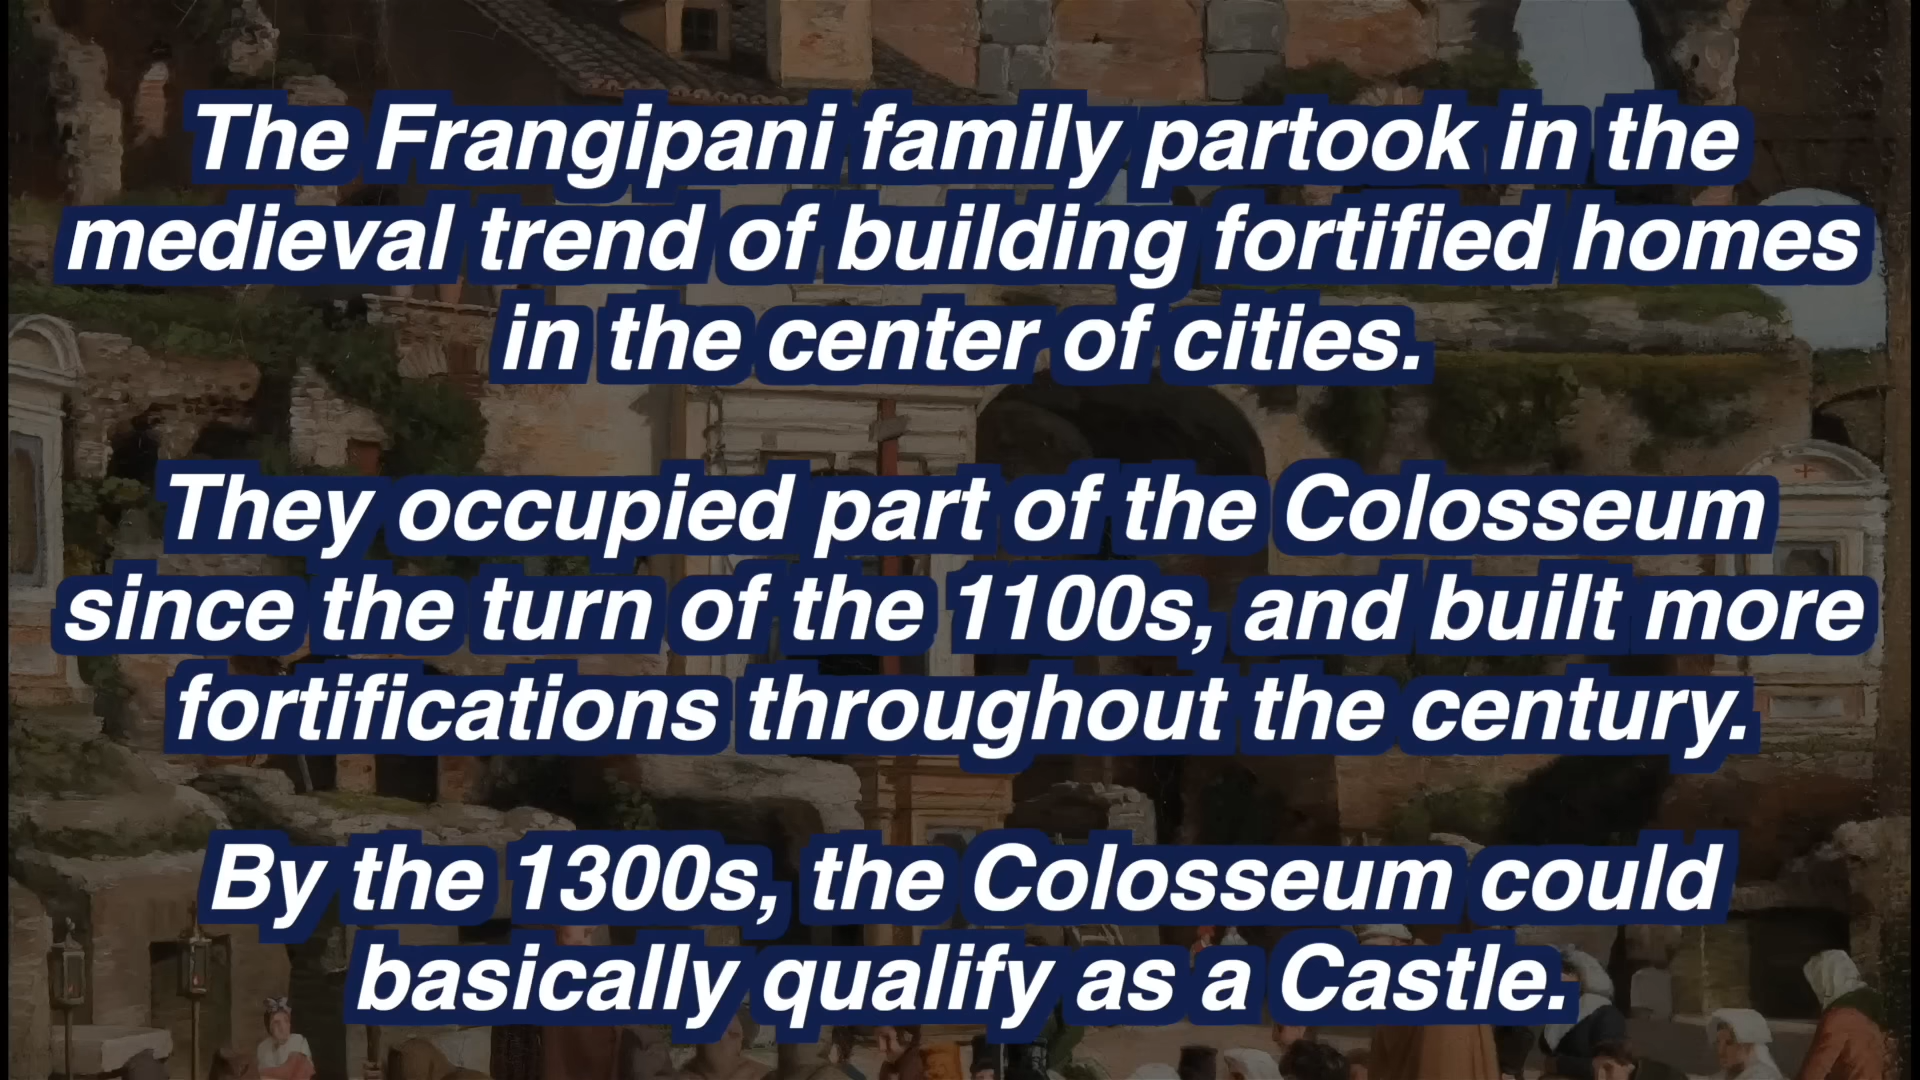 The Frangipani family partook in the
medieval trend of building fortified homes
in the center of cities.
They occupied part of the Colosseum
since the turn of the 1100s, and built more
fortifications throughout the century.
By the 1300s, the Colosseum could
basically qualify as a Castle.